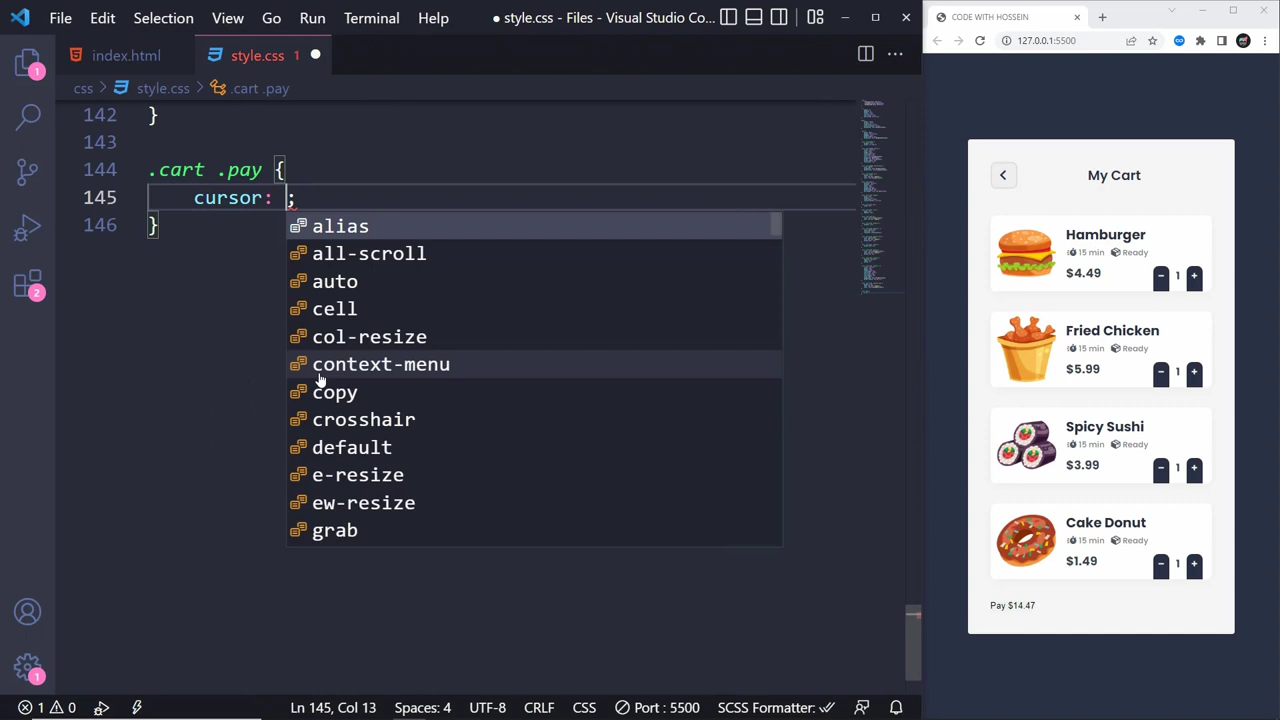 File Edit Selection View Go Run Terminal Help ● style.css - Files - Visual Studio Co...
index.html style.css 1
css > style.css > .cart .pay
142 }
143
144 .cart .pay {
145 cursor: ;
146 }
alias
all-scroll
auto
cell
col-resize
context-menu
copy
crosshair
default
e-resize
ew-resize
grab
1
2
1
1 0 Ln 145, Col 13 Spaces: 4 UTF-8 CRLF CSS Port : 5500 SCSS Formatter:
CODE WITH HOSSEIN
127.0.0.1:5500
My Cart
Hamburger
15 min Ready
$4.49 − 1 +
Fried Chicken
15 min Ready
$5.99 − 1 +
Spicy Sushi
15 min Ready
$3.99 − 1 +
Cake Donut
15 min Ready
$1.49 − 1 +
Pay $14.47